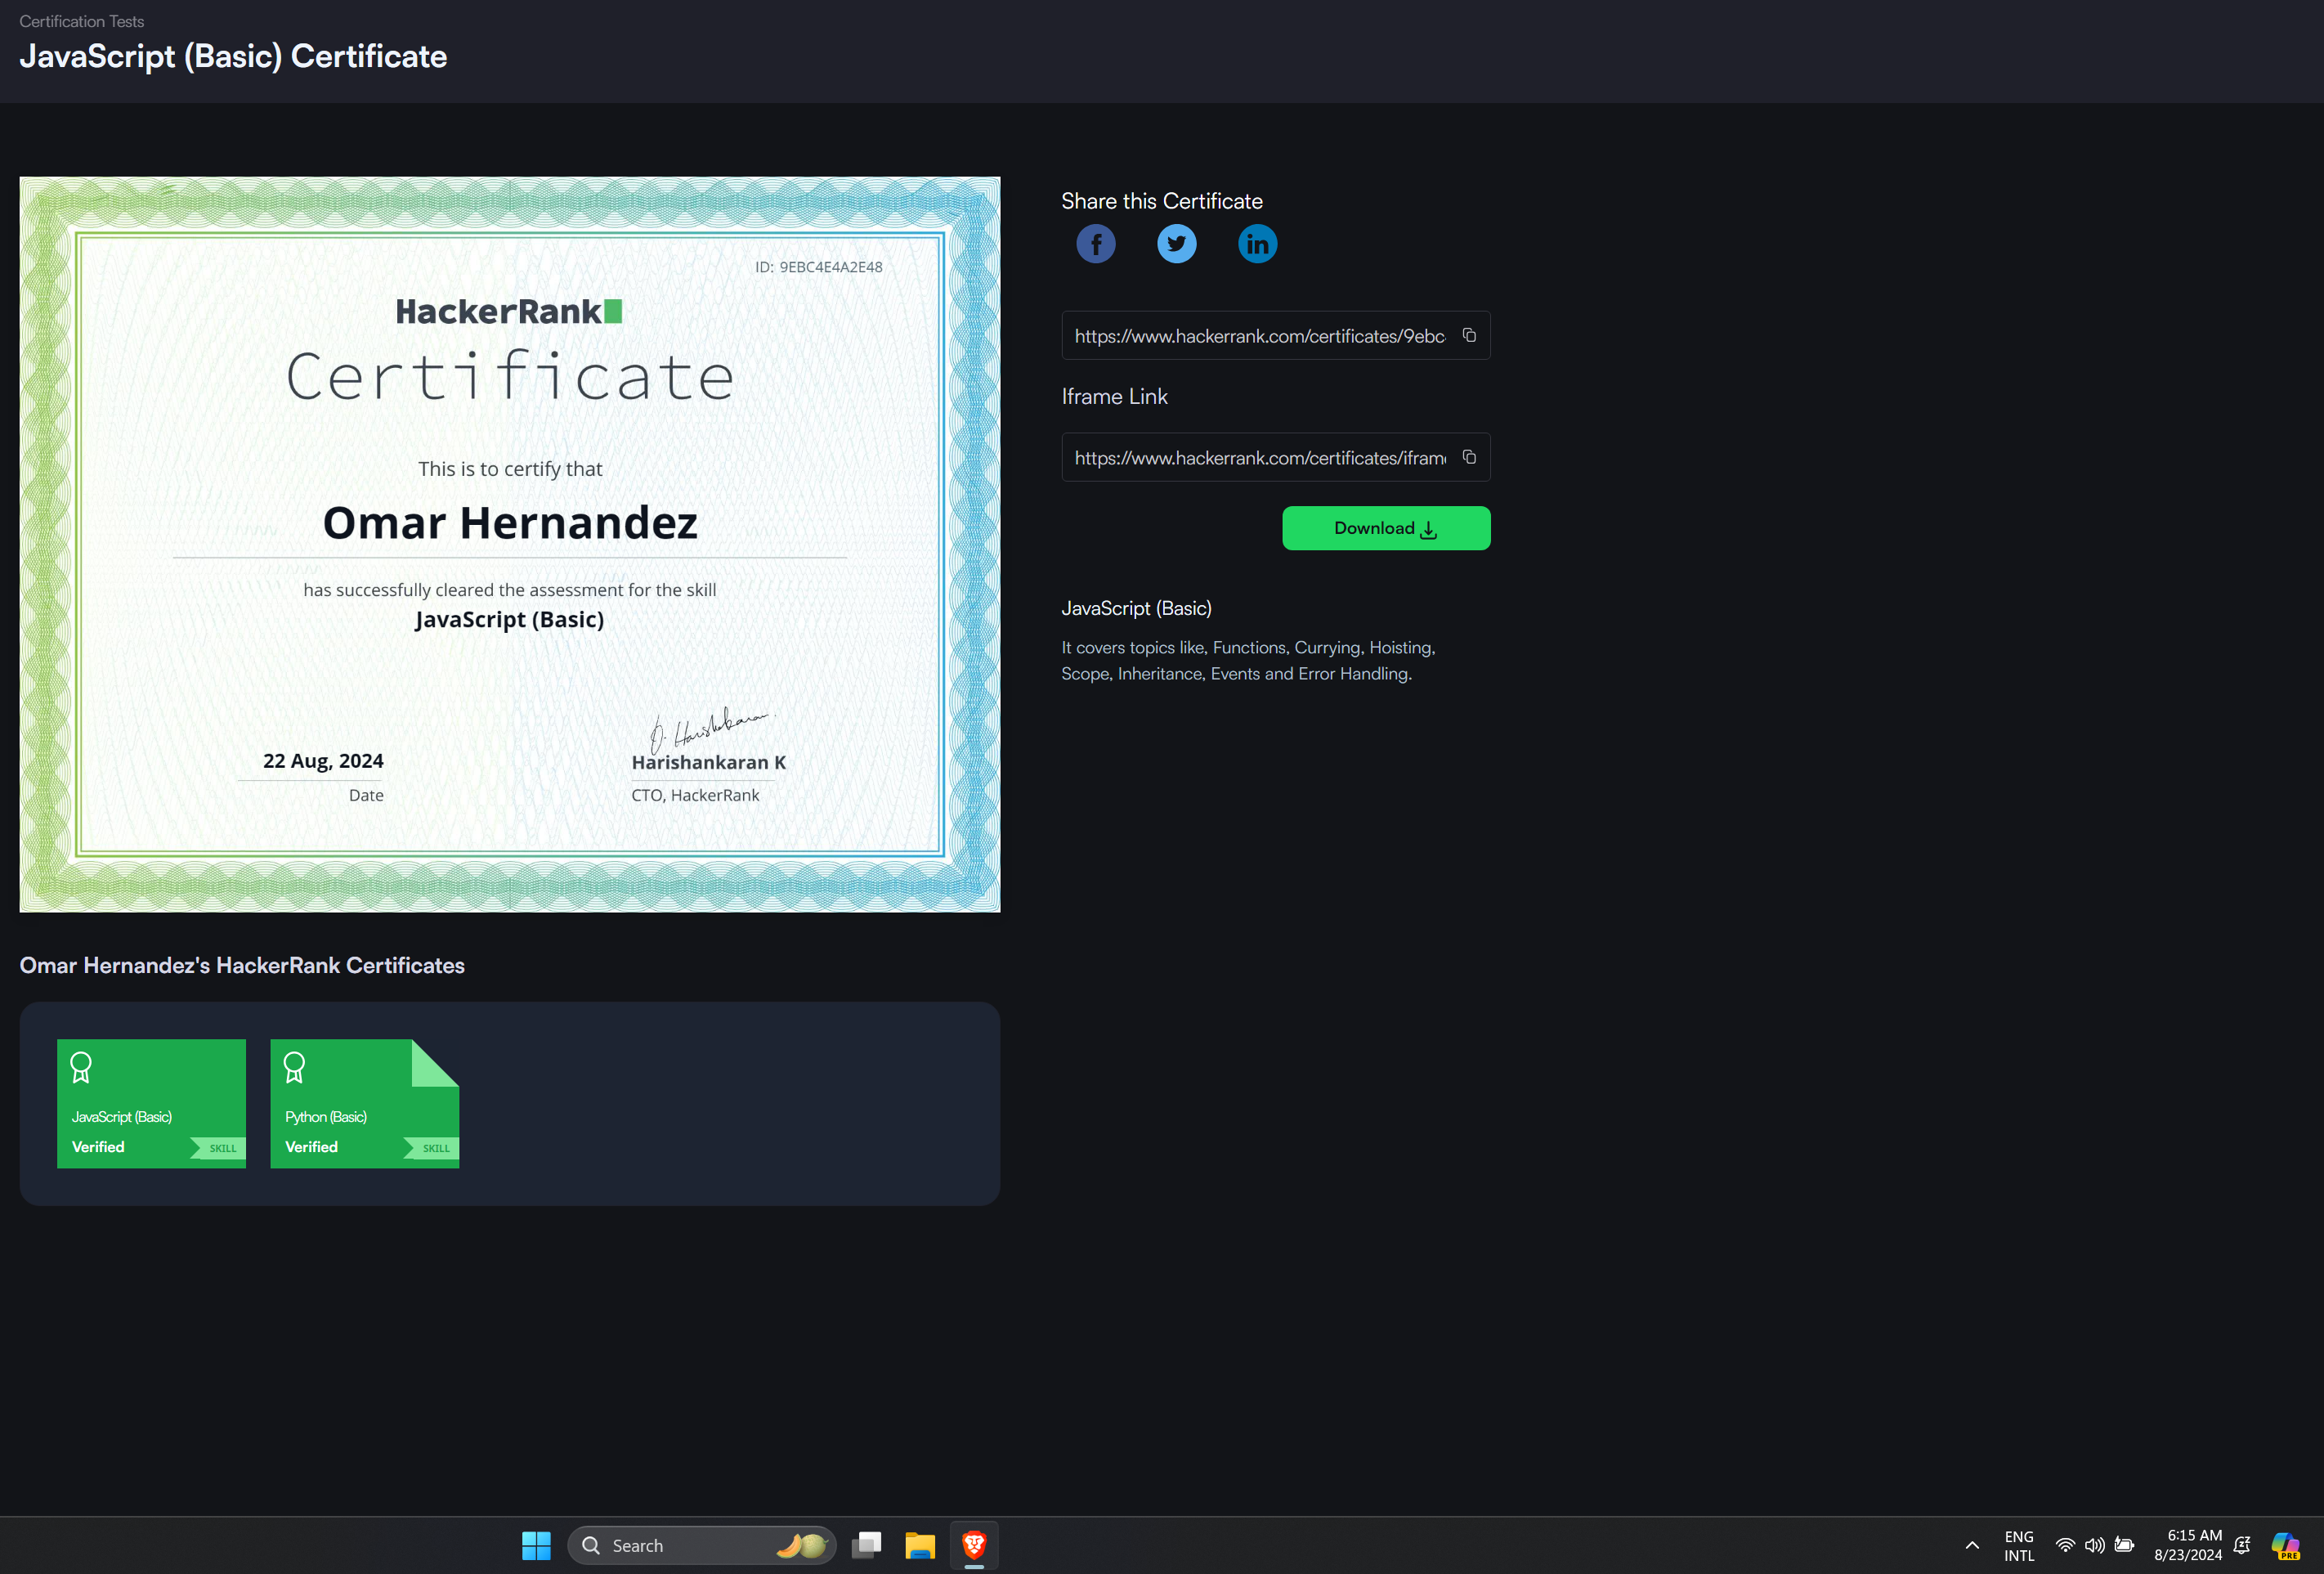 Certification Tests
JavaScript (Basic) Certificate
ID: 9EBC4E4A2E48
HackerRank
Certificate
This is to certify that
Omar Hernandez
has successfully cleared the assessment for the skill
JavaScript (Basic)
22 Aug, 2024
Date
Harishankaran K
CTO, HackerRank
Share this Certificate
https://www.hackerrank.com/certificates/9ebc
Iframe Link
https://www.hackerrank.com/certificates/ifram
Download
JavaScript (Basic)
It covers topics like, Functions, Currying, Hoisting,
Scope, Inheritance, Events and Error Handling.
Omar Hernandez's HackerRank Certificates
JavaScript (Basic)
Verified
SKILL
Python (Basic)
Verified
SKILL
Search
ENG
INTL
6:15 AM
8/23/2024
PRE